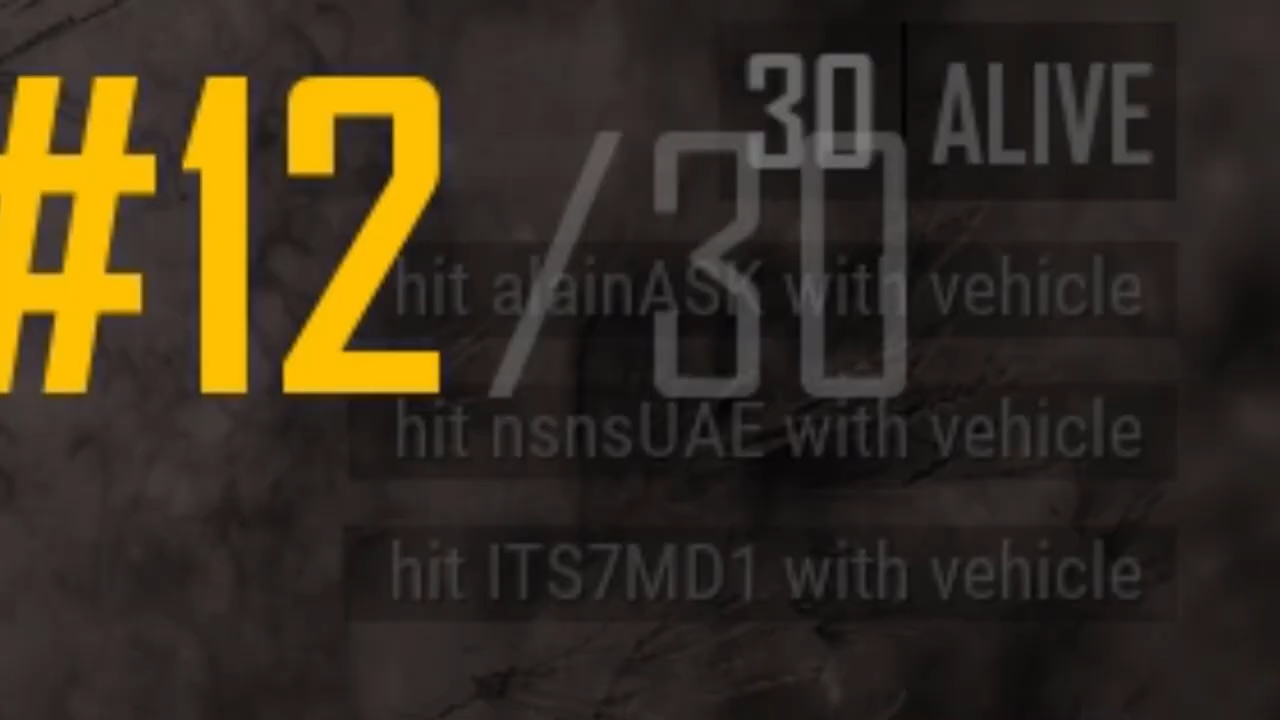 30 ALIVE
#12/30
hit alainASK with vehicle
hit nsnsUAE with vehicle
hit ITS7MD1 with vehicle